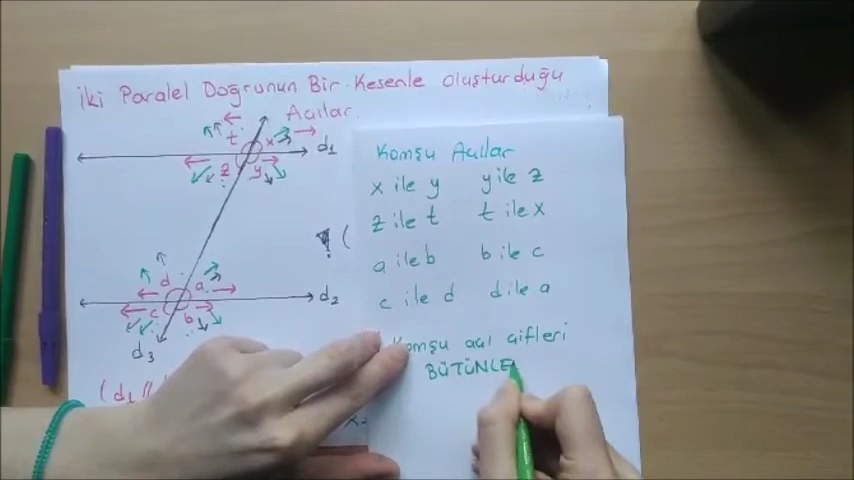 İki Paralel Doğrunun Bir Kesenle oluşturduğu
Açılar.
t x d₁
z y
d a d₂
c b
d₃
(d₁ //
Komşu Açılar
x ile y y ile z
z ile t t ile x
a ile b b ile c
c ile d d ile a
Komşu açı çiftleri
BÜTÜNLE